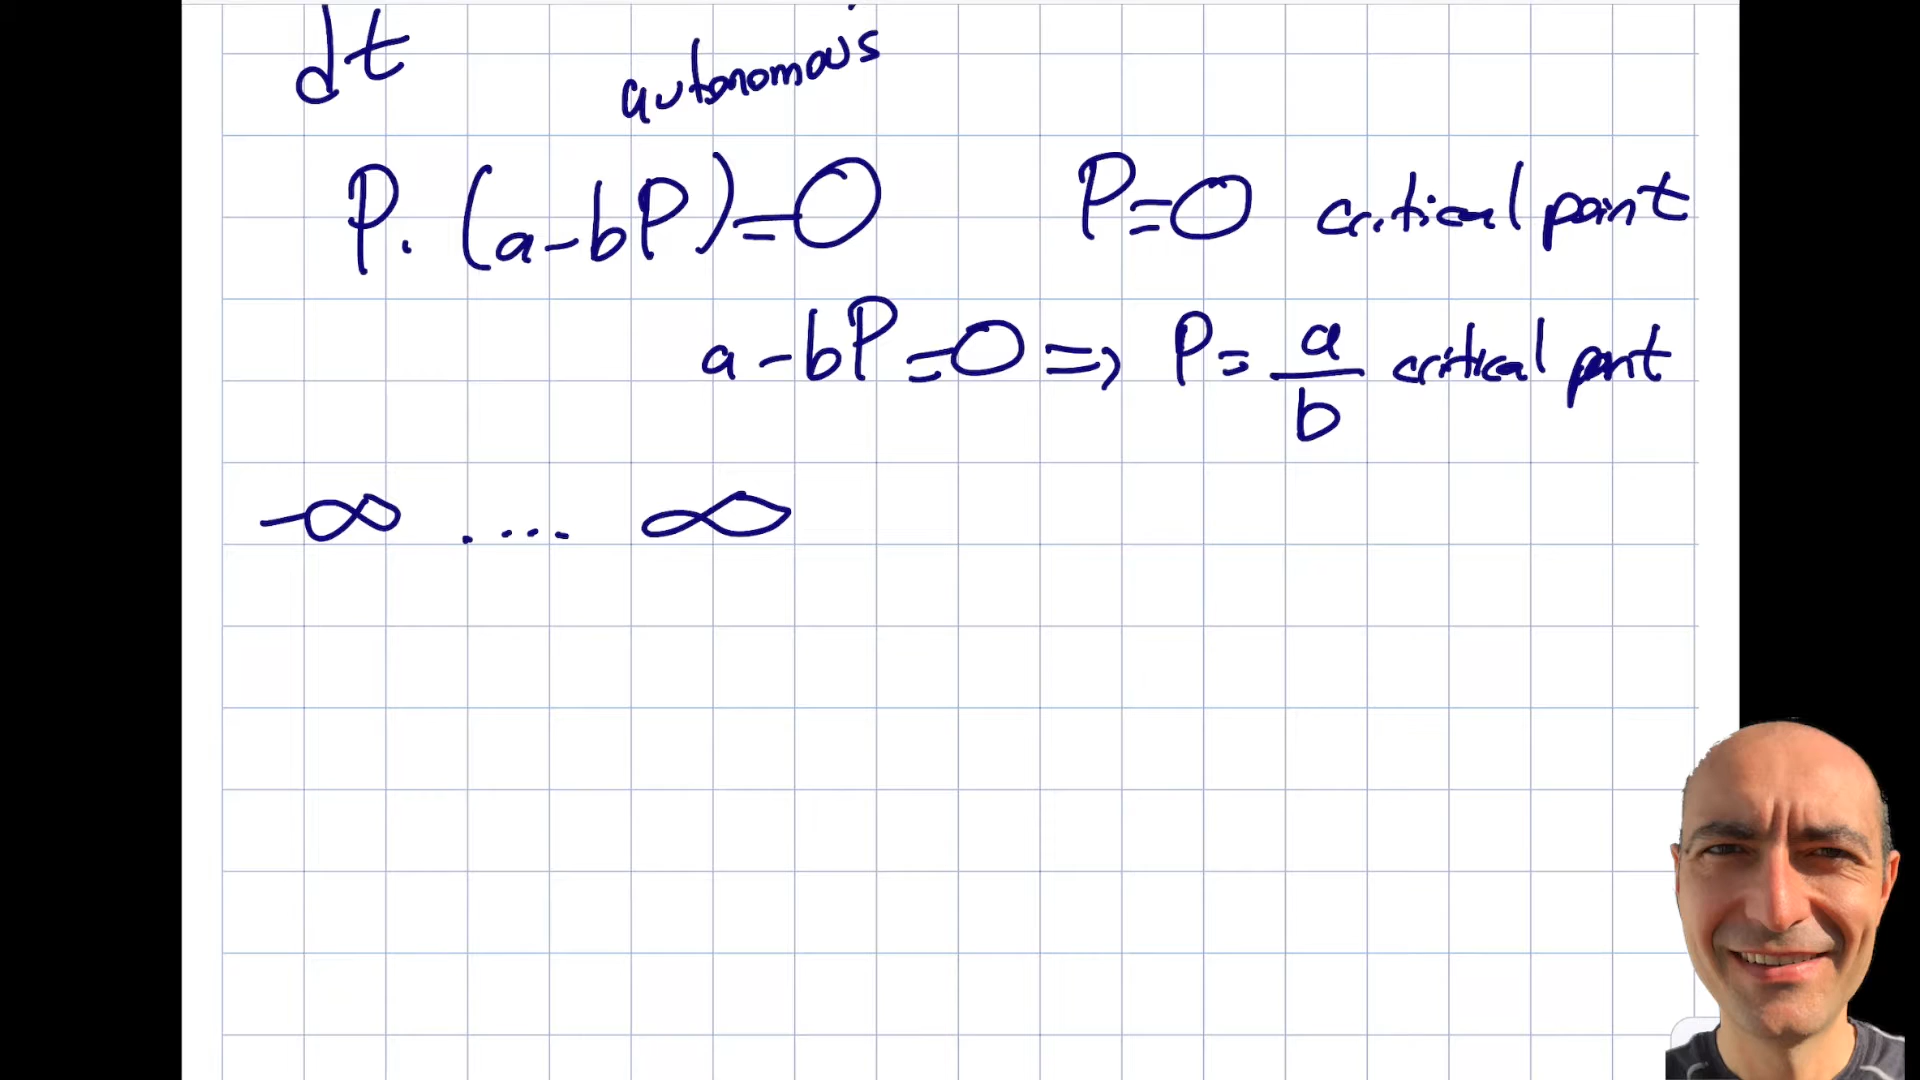 dt
autonomous
P. (a-bP)=0 P=0 critical point
a-bP=0 => P= a/b critical point
-∞ ..... ∞